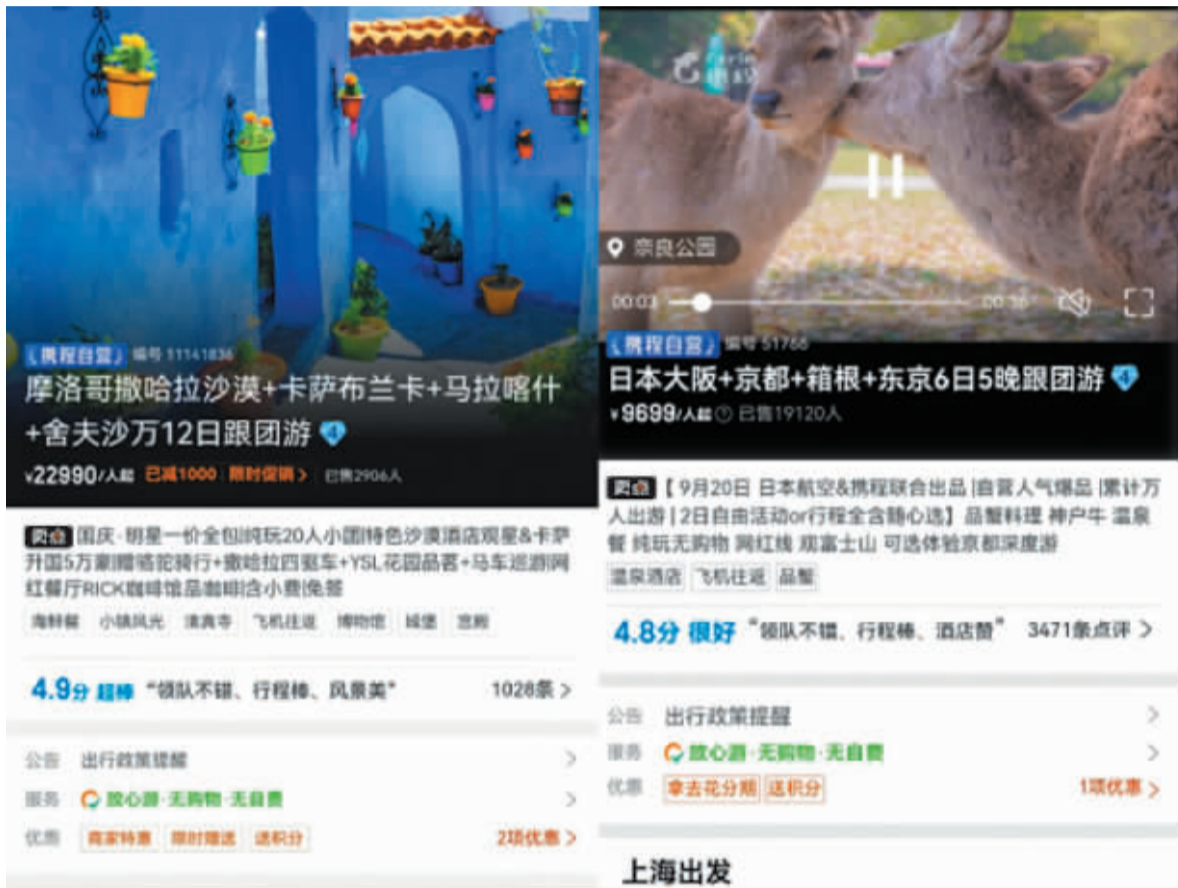 携程自营 编号 11141836
摩洛哥撒哈拉沙漠+卡萨布兰卡+马拉喀什
+舍夫沙万12日跟团游
¥22990/人起 已减1000 限时促销 > 已售2906人
卖点 国庆·明星一价全包|纯玩20人小团|特色沙漠酒店观星&卡萨
升国5万豪|赠骆驼骑行+撒哈拉四驱车+YSL花园品茗+马车巡游|网
红餐厅RICK咖啡馆品咖啡|含小费|免签
海鲜餐 小镇风光 清真寺 飞机往返 博物馆 城堡 宫殿
4.9分 超棒 “领队不错、行程棒、风景美” 1028条 >
公告 出行政策提醒 >
服务 放心游·无购物·无自费 >
优惠 商家特惠 限时赠送 送积分 2项优惠 >
奈良公园
00:03 00:36
携程自营 编号 51766
日本大阪+京都+箱根+东京6日5晚跟团游
¥9699/人起 已售19120人
卖点 【9月20日 日本航空&携程联合出品 |自营人气爆品 |累计万
人出游 | 2日自由活动or行程全含随心选】品蟹料理 神户牛 温泉
餐 纯玩无购物 网红线 观富士山 可选体验京都深度游
温泉酒店 飞机往返 品蟹
4.8分 很好 “领队不错、行程棒、酒店赞” 3471条点评 >
公告 出行政策提醒 >
服务 放心游·无购物·无自费 >
优惠 拿去花分期 送积分 1项优惠 >
上海出发